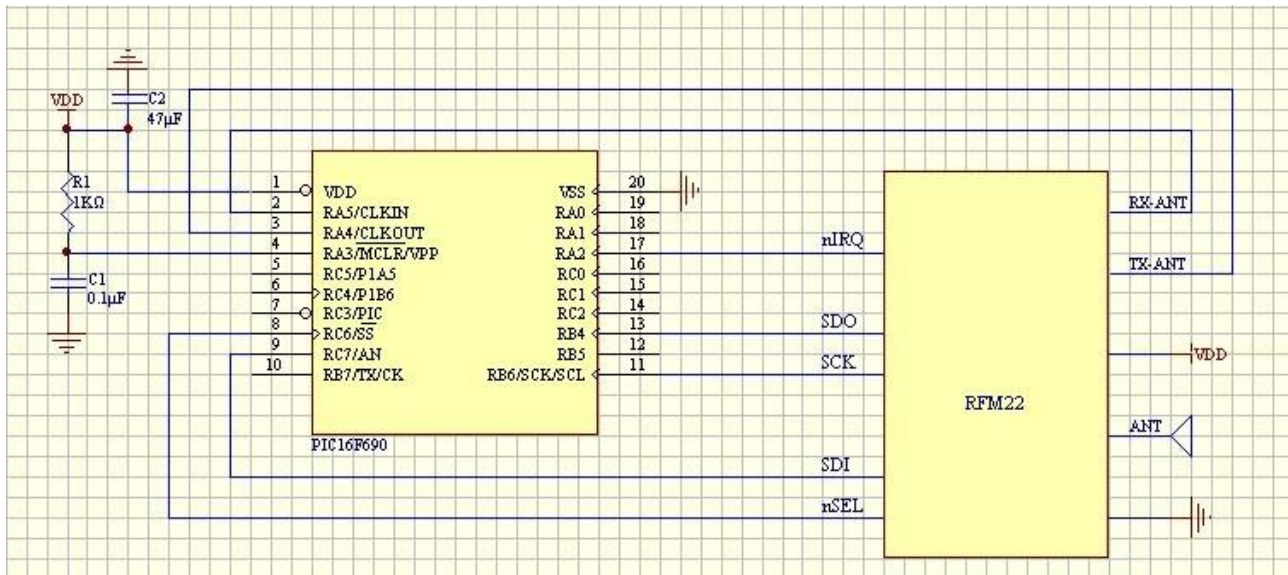 VDD
C2
47µF
R1
1KΩ
C1
0.1µF
1
2
3
4
5
6
7
8
9
10
VDD
RA5/CLKIN
RA4/CLKOUT
RA3/MCLR/VPP
RC5/P1A5
RC4/P1B6
RC3/PIC
RC6/SS
RC7/AN
RB7/TX/CK
VSS
RA0
RA1
RA2
RC0
RC1
RC2
RB4
RB5
RB6/SCK/SCL
20
19
18
17
16
15
14
13
12
11
PIC16F690
nIRQ
SDO
SCK
SDI
nSEL
RFM22
RX-ANT
TX-ANT
VDD
ANT